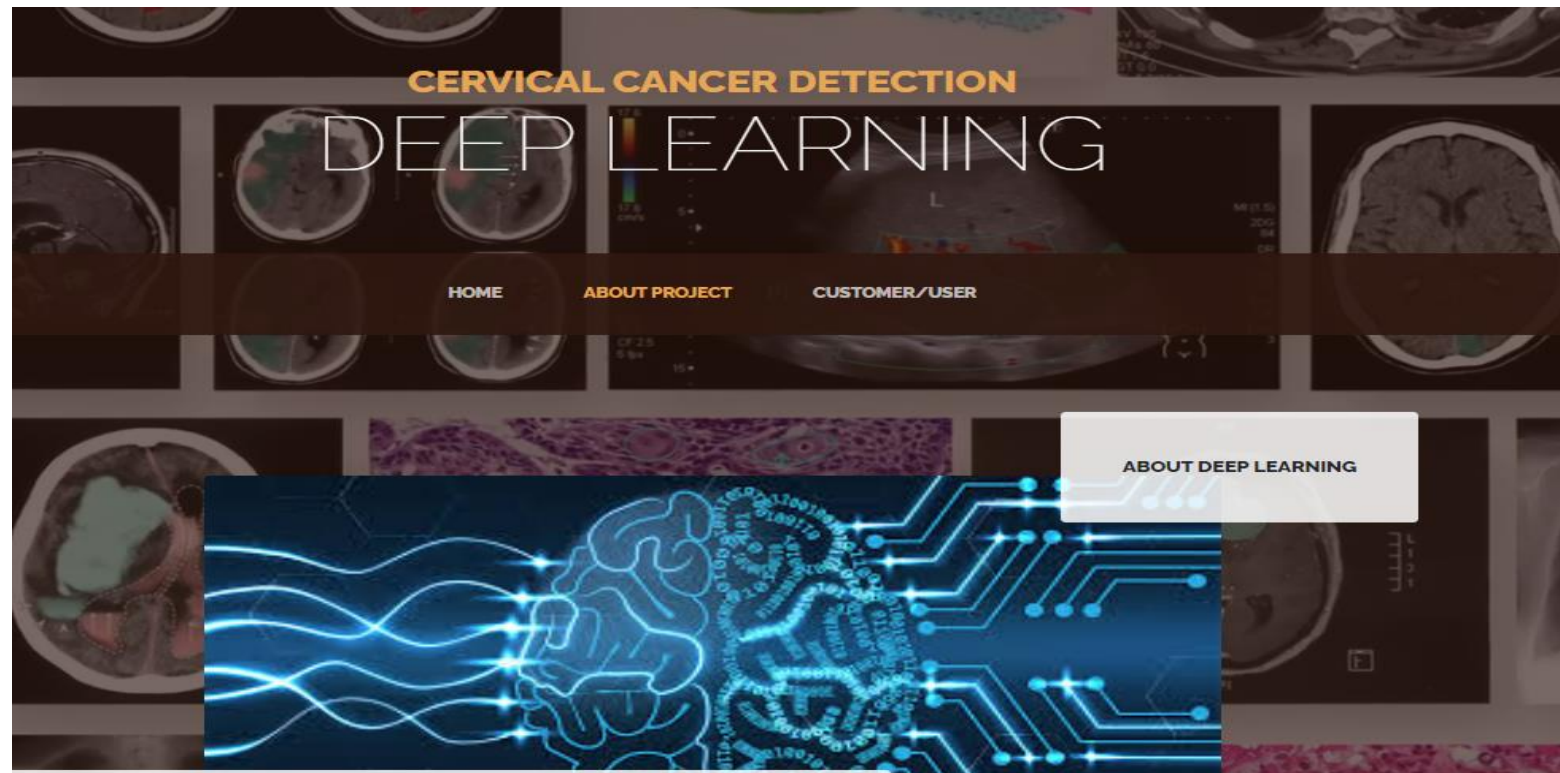 CERVICAL CANCER DETECTION
DEEP LEARNING
HOME ABOUT PROJECT CUSTOMER/USER
ABOUT DEEP LEARNING
L